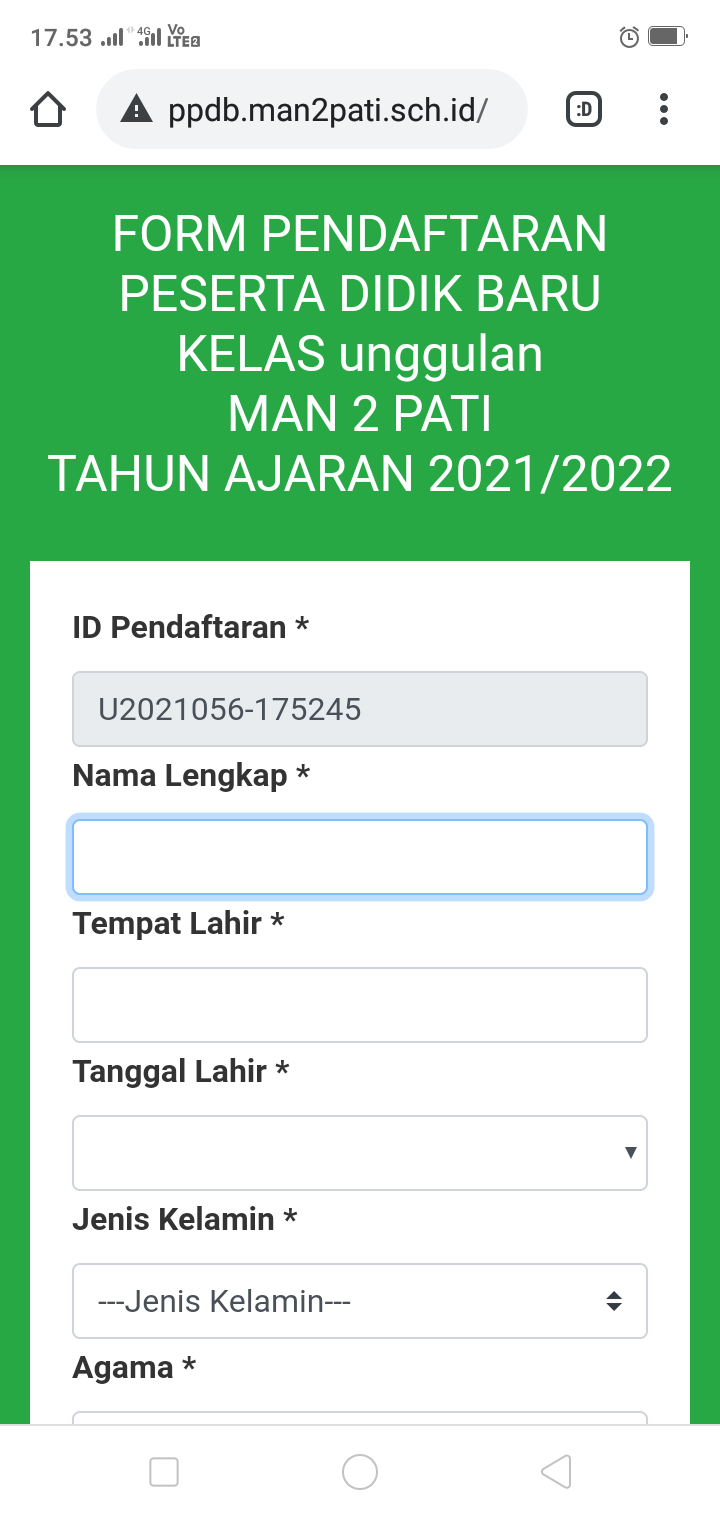 17.53 4G Vo LTE2
ppdb.man2pati.sch.id/
:D
FORM PENDAFTARAN
PESERTA DIDIK BARU
KELAS unggulan
MAN 2 PATI
TAHUN AJARAN 2021/2022
ID Pendaftaran *
U2021056-175245
Nama Lengkap *
Tempat Lahir *
Tanggal Lahir *
Jenis Kelamin *
---Jenis Kelamin---
Agama *